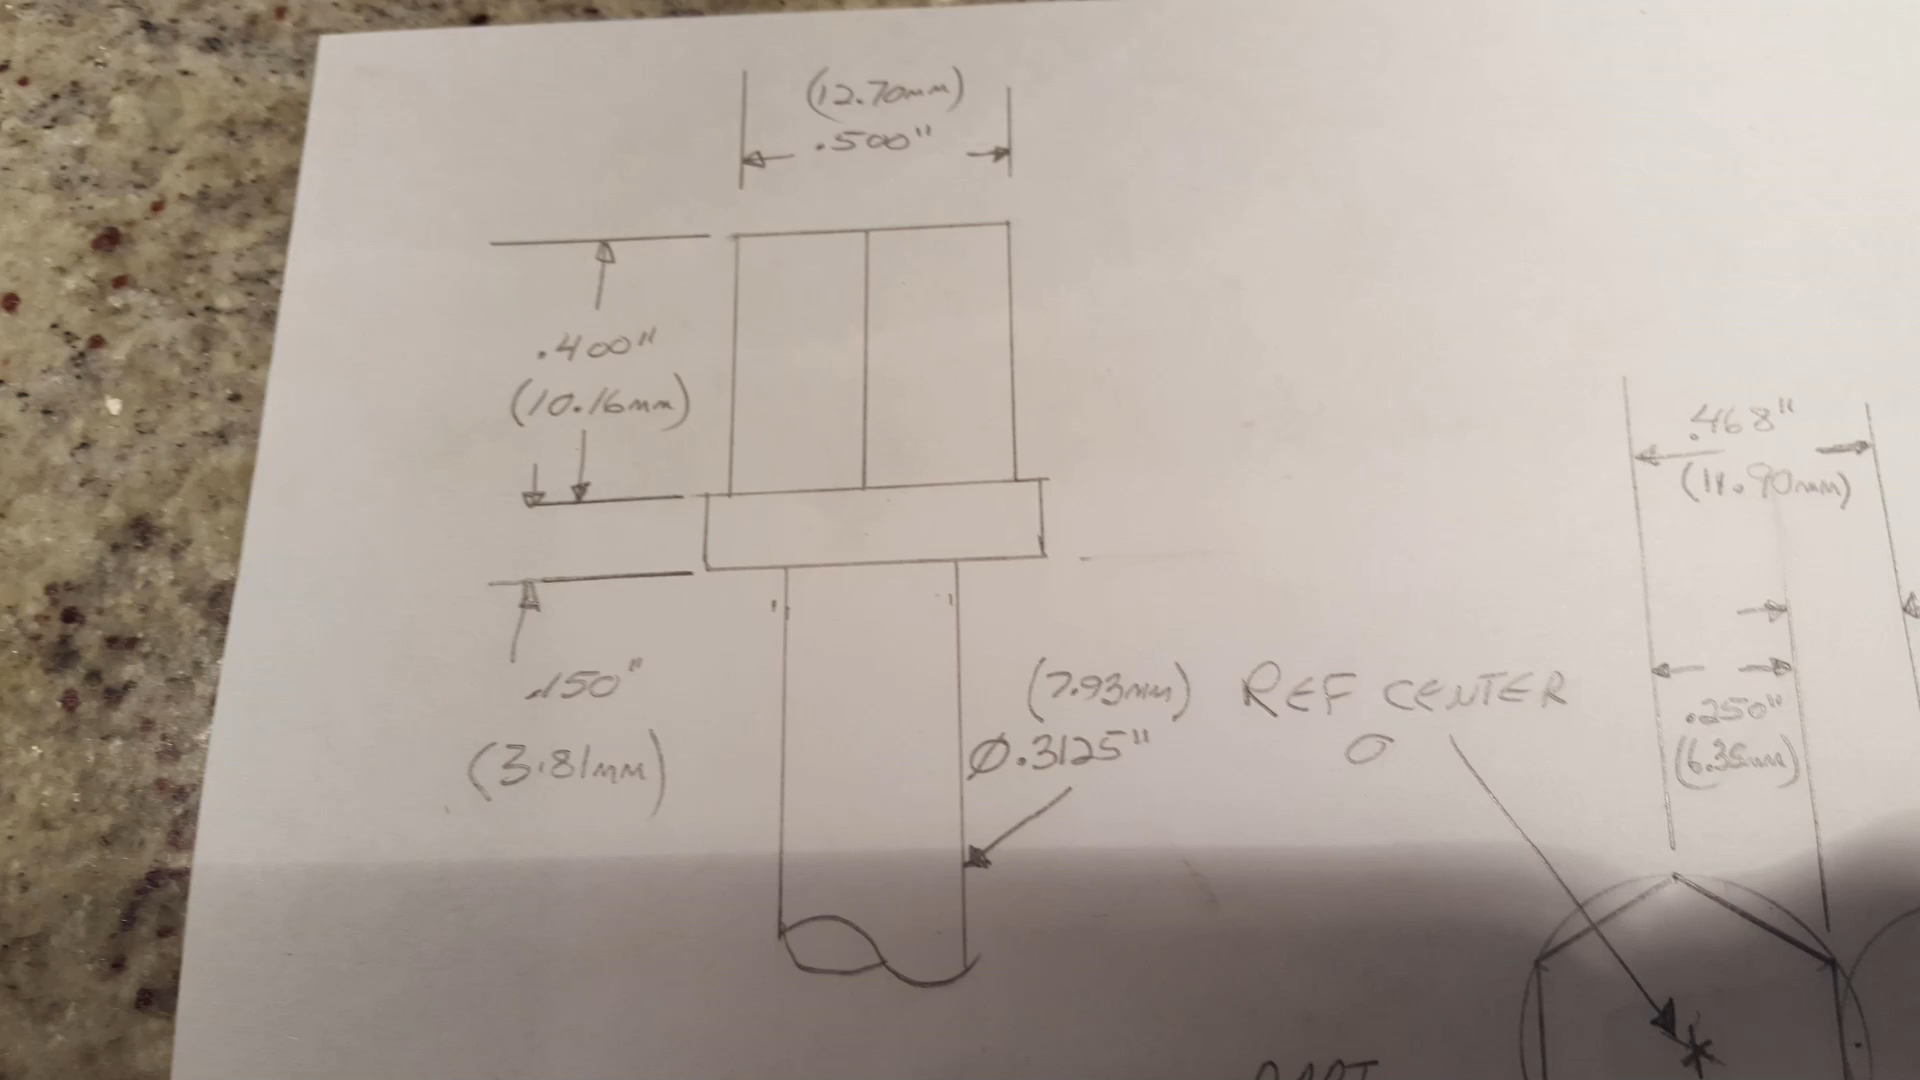 (12.70mm)
.500"
.400"
(10.16mm)
.150"
(3.81mm)
(7.93mm)
Ø.3125"
REF CENTER
.468"
(11.90mm)
.250"
(6.35mm)